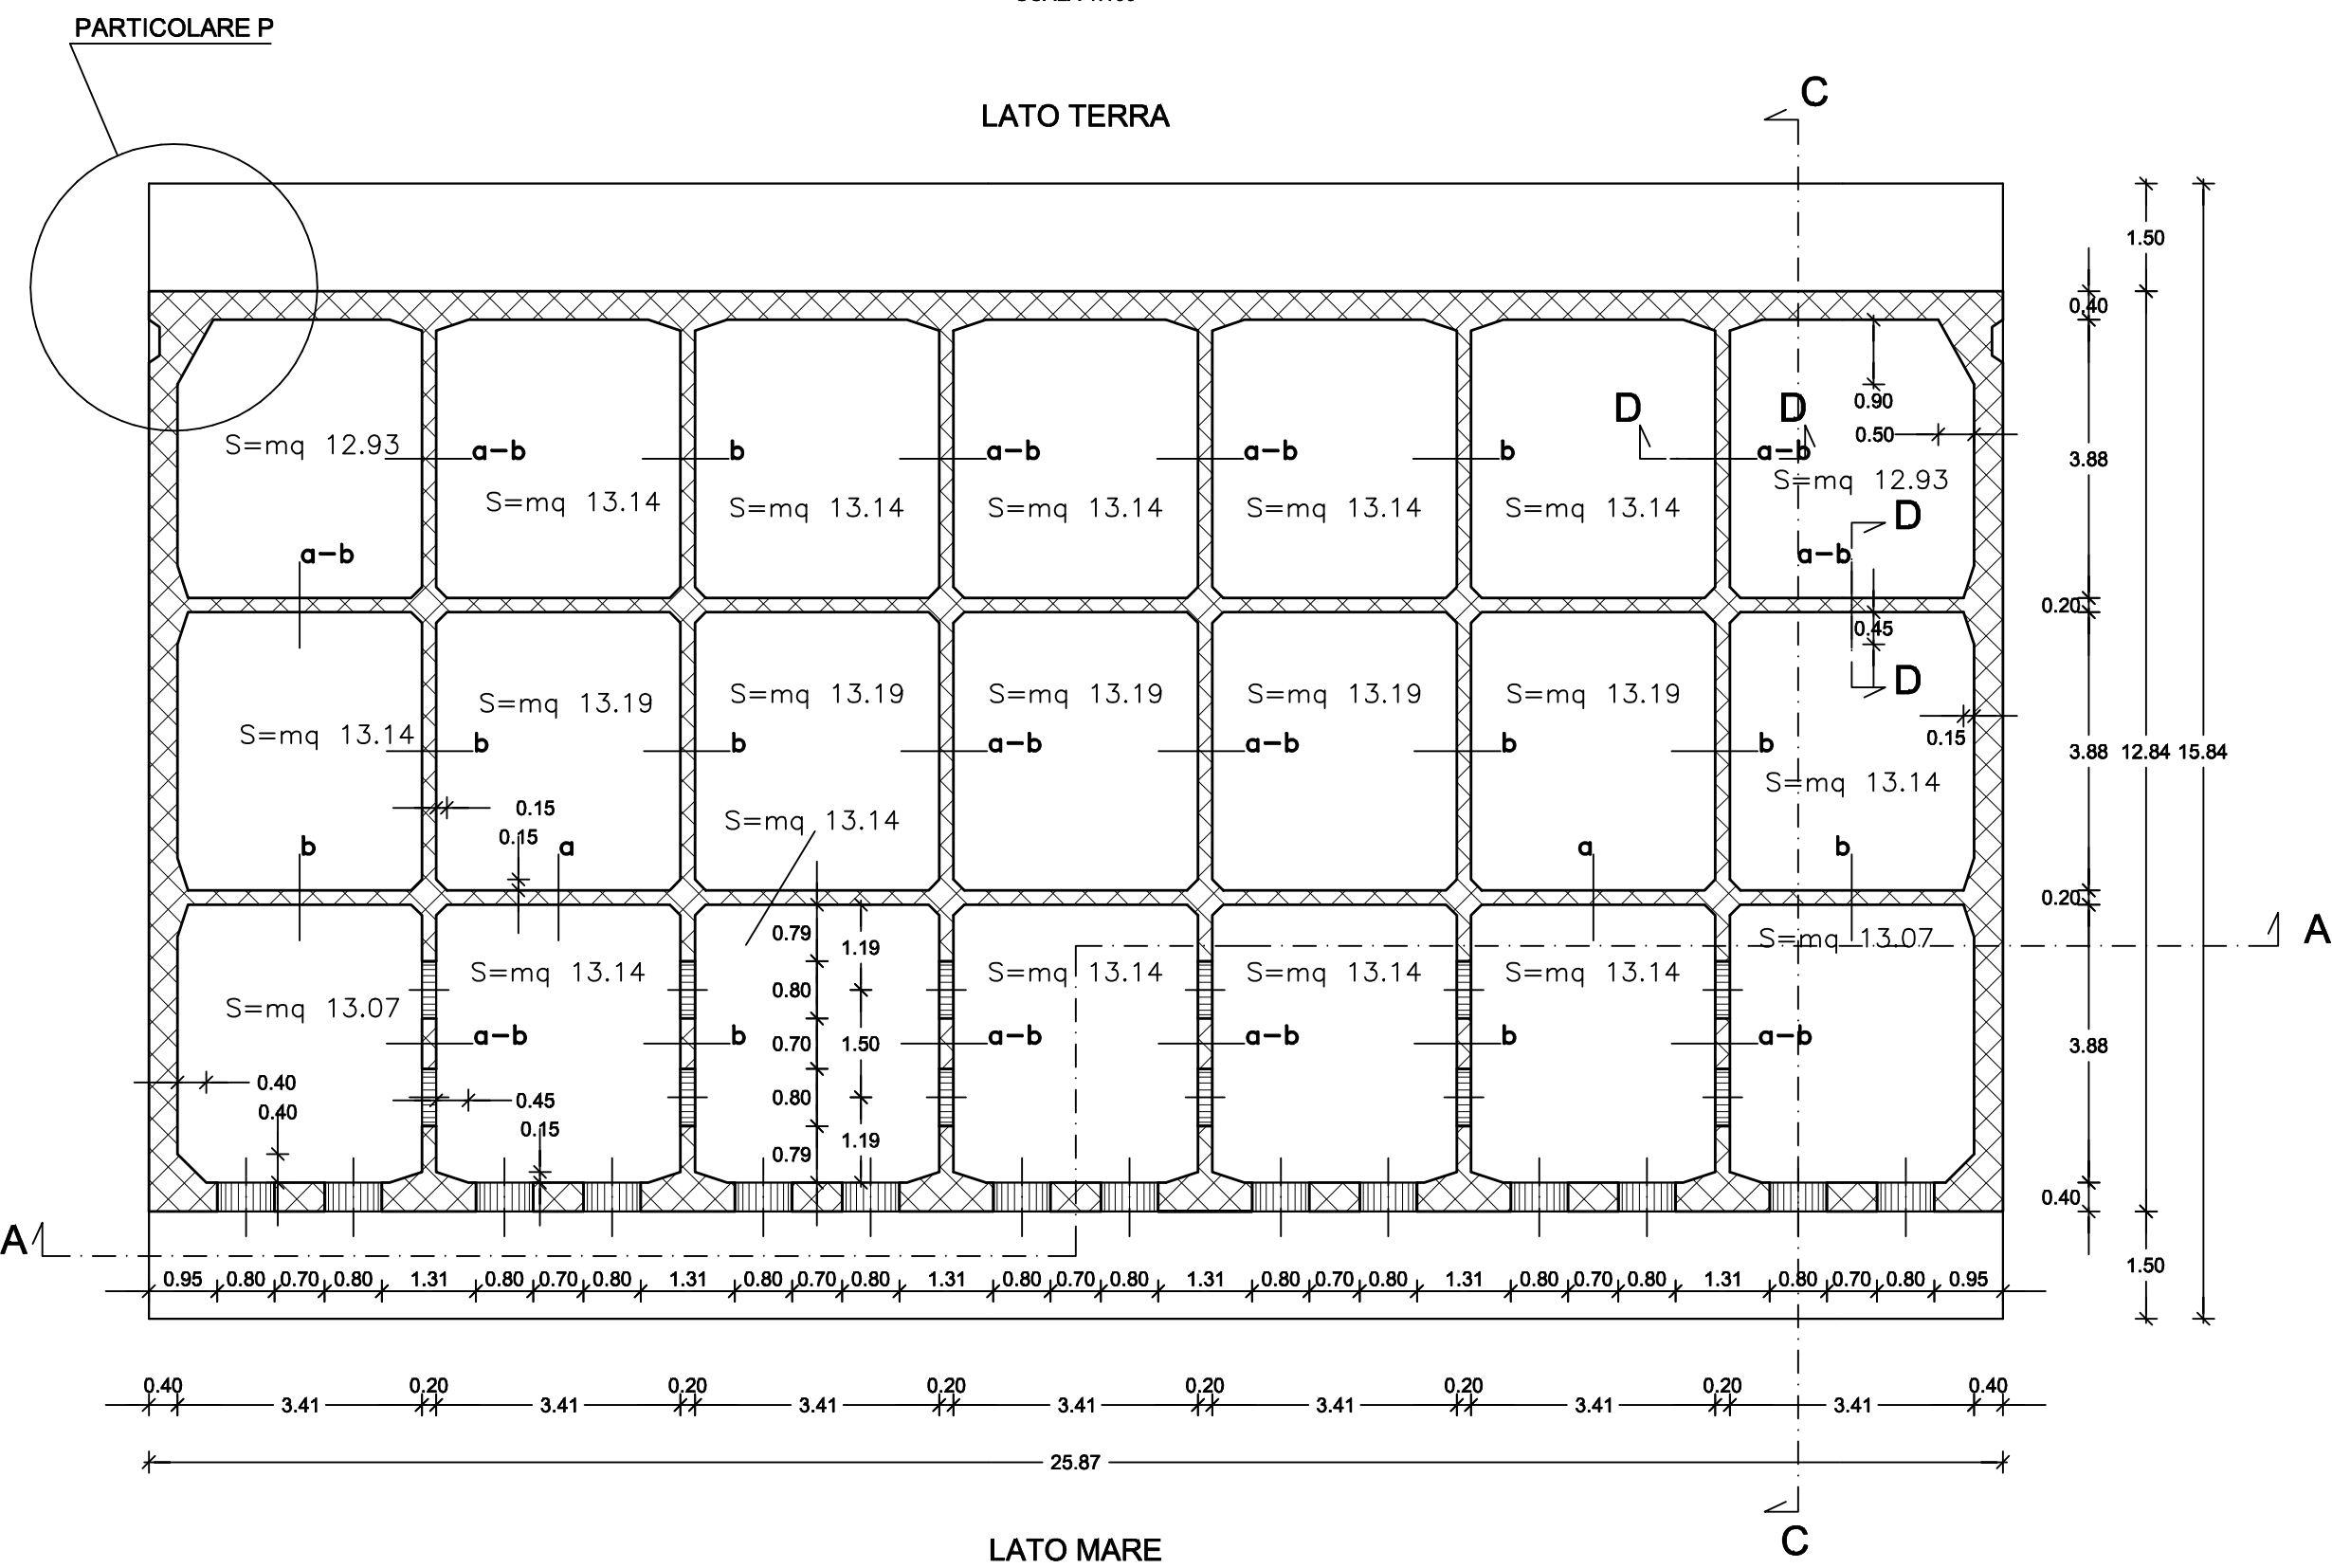 PARTICOLARE P
LATO TERRA
C
1.50
0.40
0.90
D D
0.50
S=mq 12.93 a-b b a-b a-b b a-b 3.88
S=mq 12.93
S=mq 13.14 S=mq 13.14 S=mq 13.14 S=mq 13.14 S=mq 13.14
D
a-b a-b
0.20
0.45
D
S=mq 13.19 S=mq 13.19 S=mq 13.19 S=mq 13.19 S=mq 13.19
S=mq 13.14 0.15
b b a-b a-b b b 3.88 12.84 15.84
S=mq 13.14
0.15
S=mq 13.14
0.15
b a a b
0.20
0.79 1.19 S=mq 13.07 A
S=mq 13.14 S=mq 13.14 S=mq 13.14 S=mq 13.14
0.80
S=mq 13.07
a-b b 0.70 1.50 a-b a-b b a-b 3.88
0.40
0.45 0.80
0.40
0.15 1.19
0.79
0.40
A
1.50
0.95 0.80 0.70 0.80 1.31 0.80 0.70 0.80 1.31 0.80 0.70 0.80 1.31 0.80 0.70 0.80 1.31 0.80 0.70 0.80 1.31 0.80 0.70 0.80 1.31 0.80 0.70 0.80 0.95
0.40 0.20 0.20 0.20 0.20 0.20 0.20 0.40
3.41 3.41 3.41 3.41 3.41 3.41 3.41
25.87
C
LATO MARE